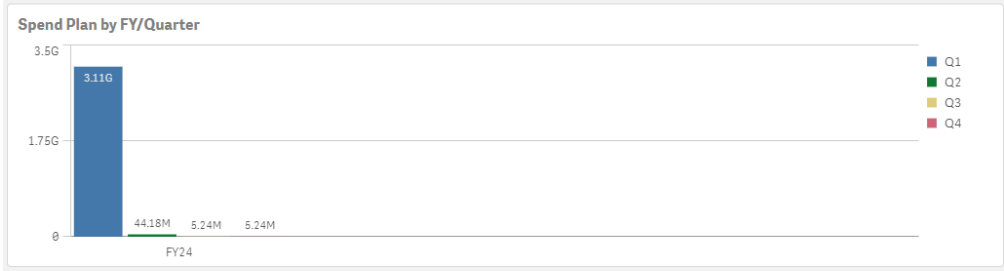 Spend Plan by FY/Quarter
3.5G
3.11G
1.75G
44.18M
5.24M
5.24M
0
FY24
Q1
Q2
Q3
Q4